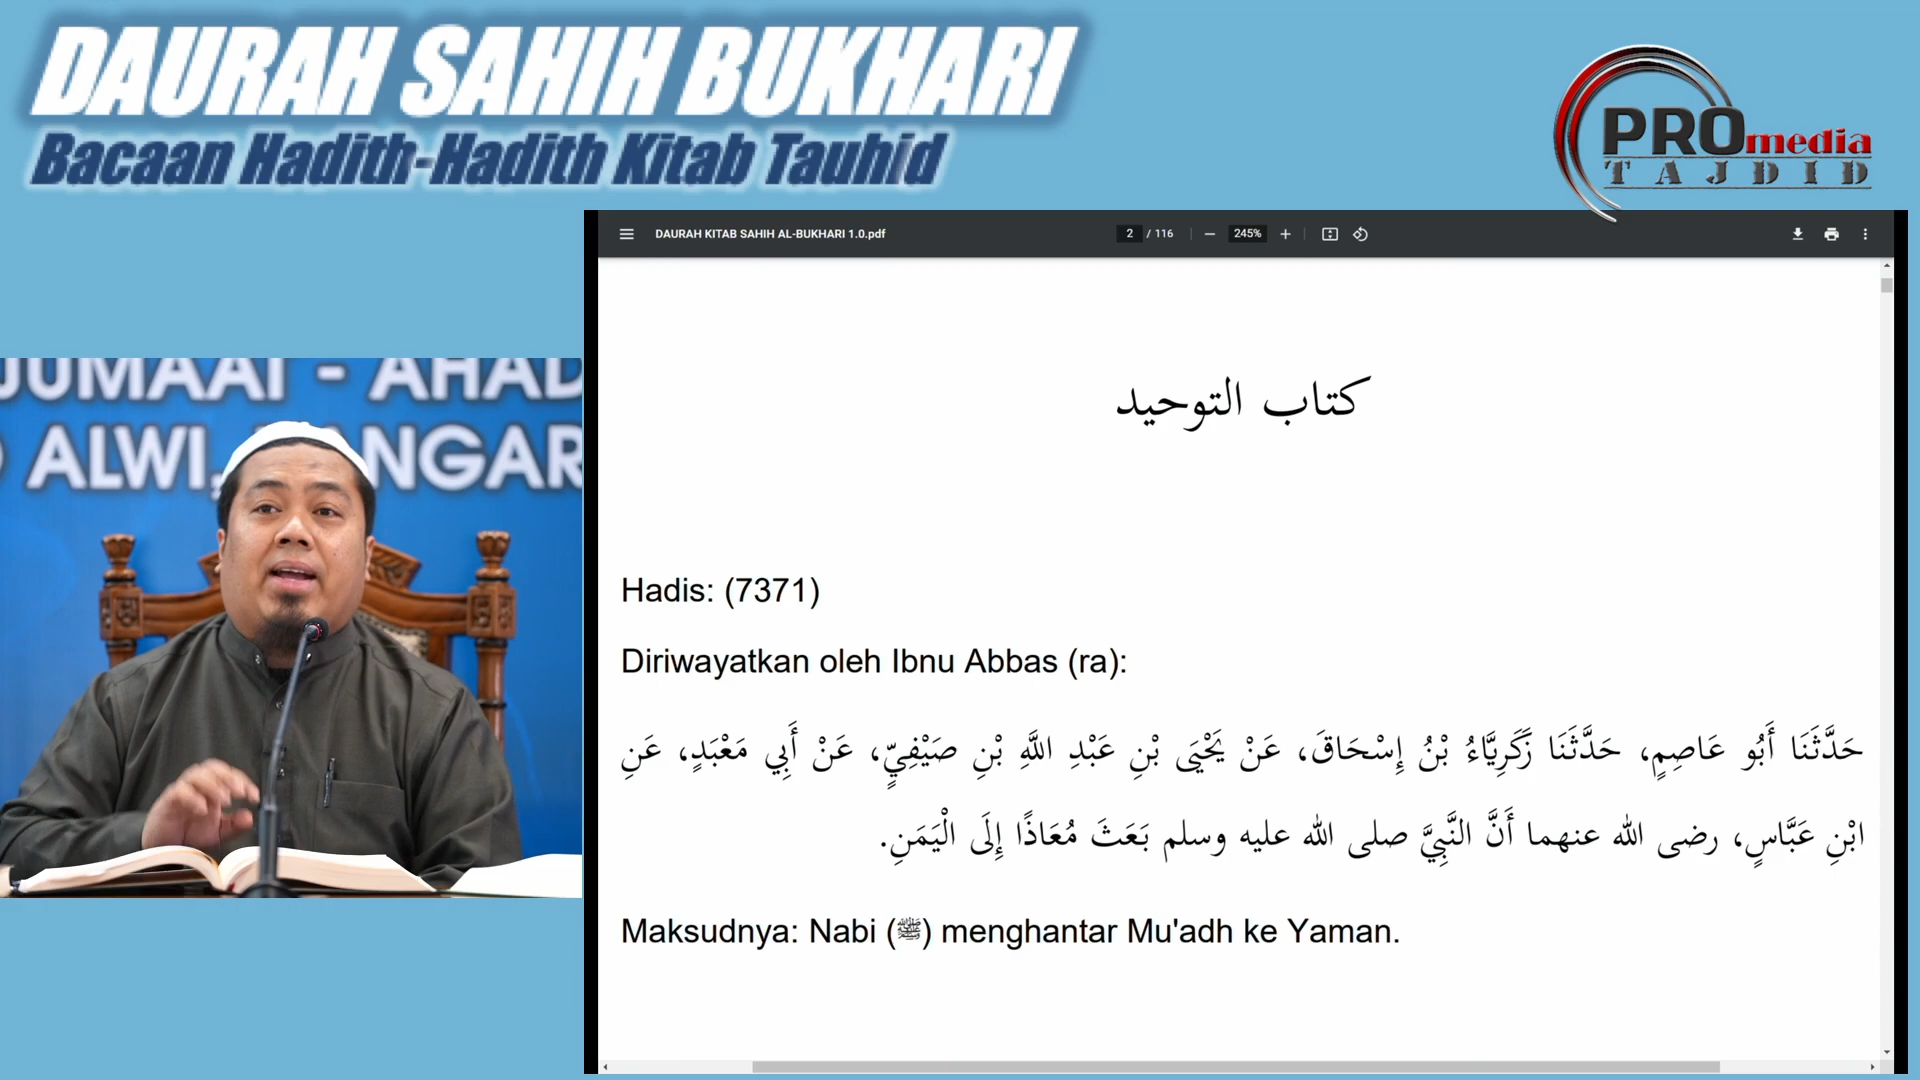 DAURAH SAHIH BUKHARI
Bacaan Hadith-Hadith Kitab Tauhid
PROmedia
TAJDID
DAURAH KITAB SAHIH AL-BUKHARI 1.0.pdf
2 / 116
245%
JUMAAT - AHAD
ALWI,
كتاب التوحيد
Hadis: (7371)
Diriwayatkan oleh Ibnu Abbas (ra):
حَدَّثَنَا أَبُو عَاصِمٍ، حَدَّثَنَا زَكَرِيَّاءُ بْنُ إِسْحَاقَ، عَنْ يَحْيَى بْنِ عَبْدِ اللَّهِ بْنِ صَيْفِيٍّ، عَنْ أَبِي مَعْبَدٍ، عَنِ
ابْنِ عَبَّاسٍ، رضى الله عنهما أَنَّ النَّبِيَّ صلى الله عليه وسلم بَعَثَ مُعَاذًا إِلَى الْيَمَنِ.
Maksudnya: Nabi (ﷺ) menghantar Mu'adh ke Yaman.